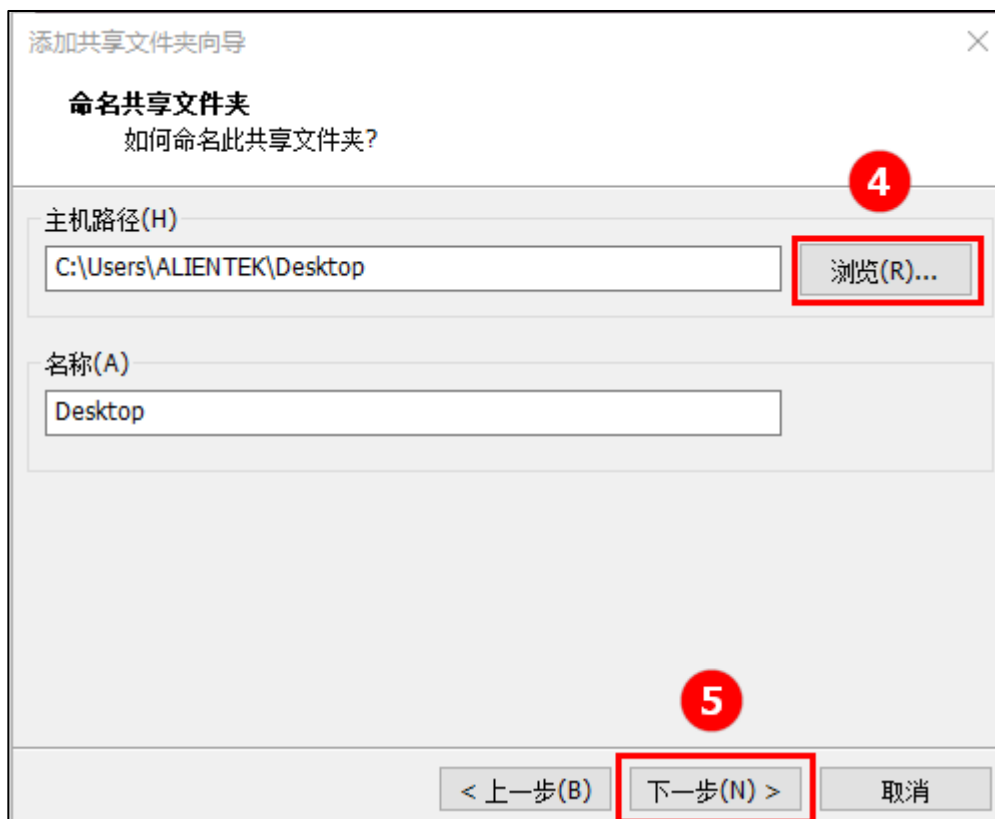 添加共享文件夹向导
命名共享文件夹
如何命名此共享文件夹?
4
主机路径(H)
C:\Users\ALIENTEK\Desktop
浏览(R)...
名称(A)
Desktop
5
< 上一步(B)
下一步(N) >
取消